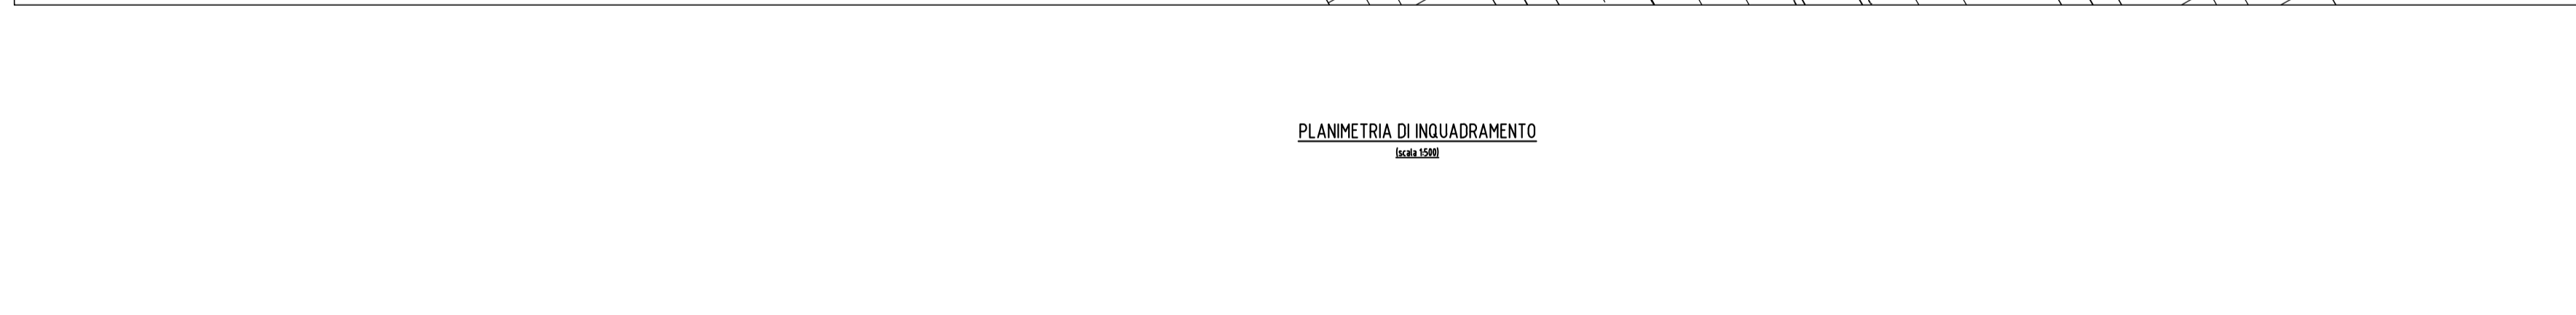 PLANIMETRIA DI INQUADRAMENTO
(scala 1:500)